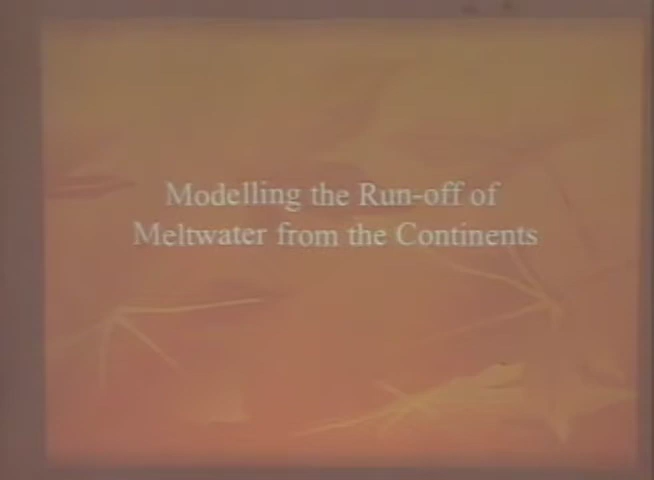 Modelling the Run-off of
Meltwater from the Continents